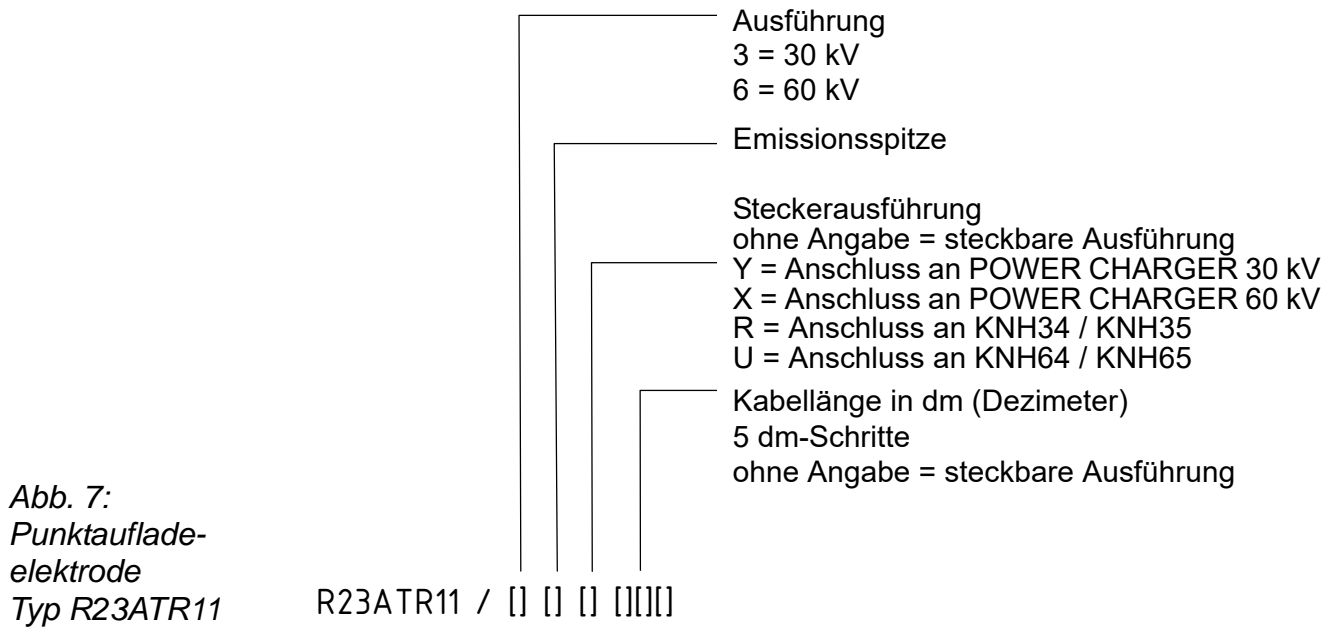 Ausführung
3 = 30 kV
6 = 60 kV
Emissionsspitze
Steckerausführung
ohne Angabe = steckbare Ausführung
Y = Anschluss an POWER CHARGER 30 kV
X = Anschluss an POWER CHARGER 60 kV
R = Anschluss an KNH34 / KNH35
U = Anschluss an KNH64 / KNH65
Kabellänge in dm (Dezimeter)
5 dm-Schritte
ohne Angabe = steckbare Ausführung
Abb. 7:
Punktauflade-
elektrode
Typ R23ATR11
R23ATR11 / [] [] [] [][][]